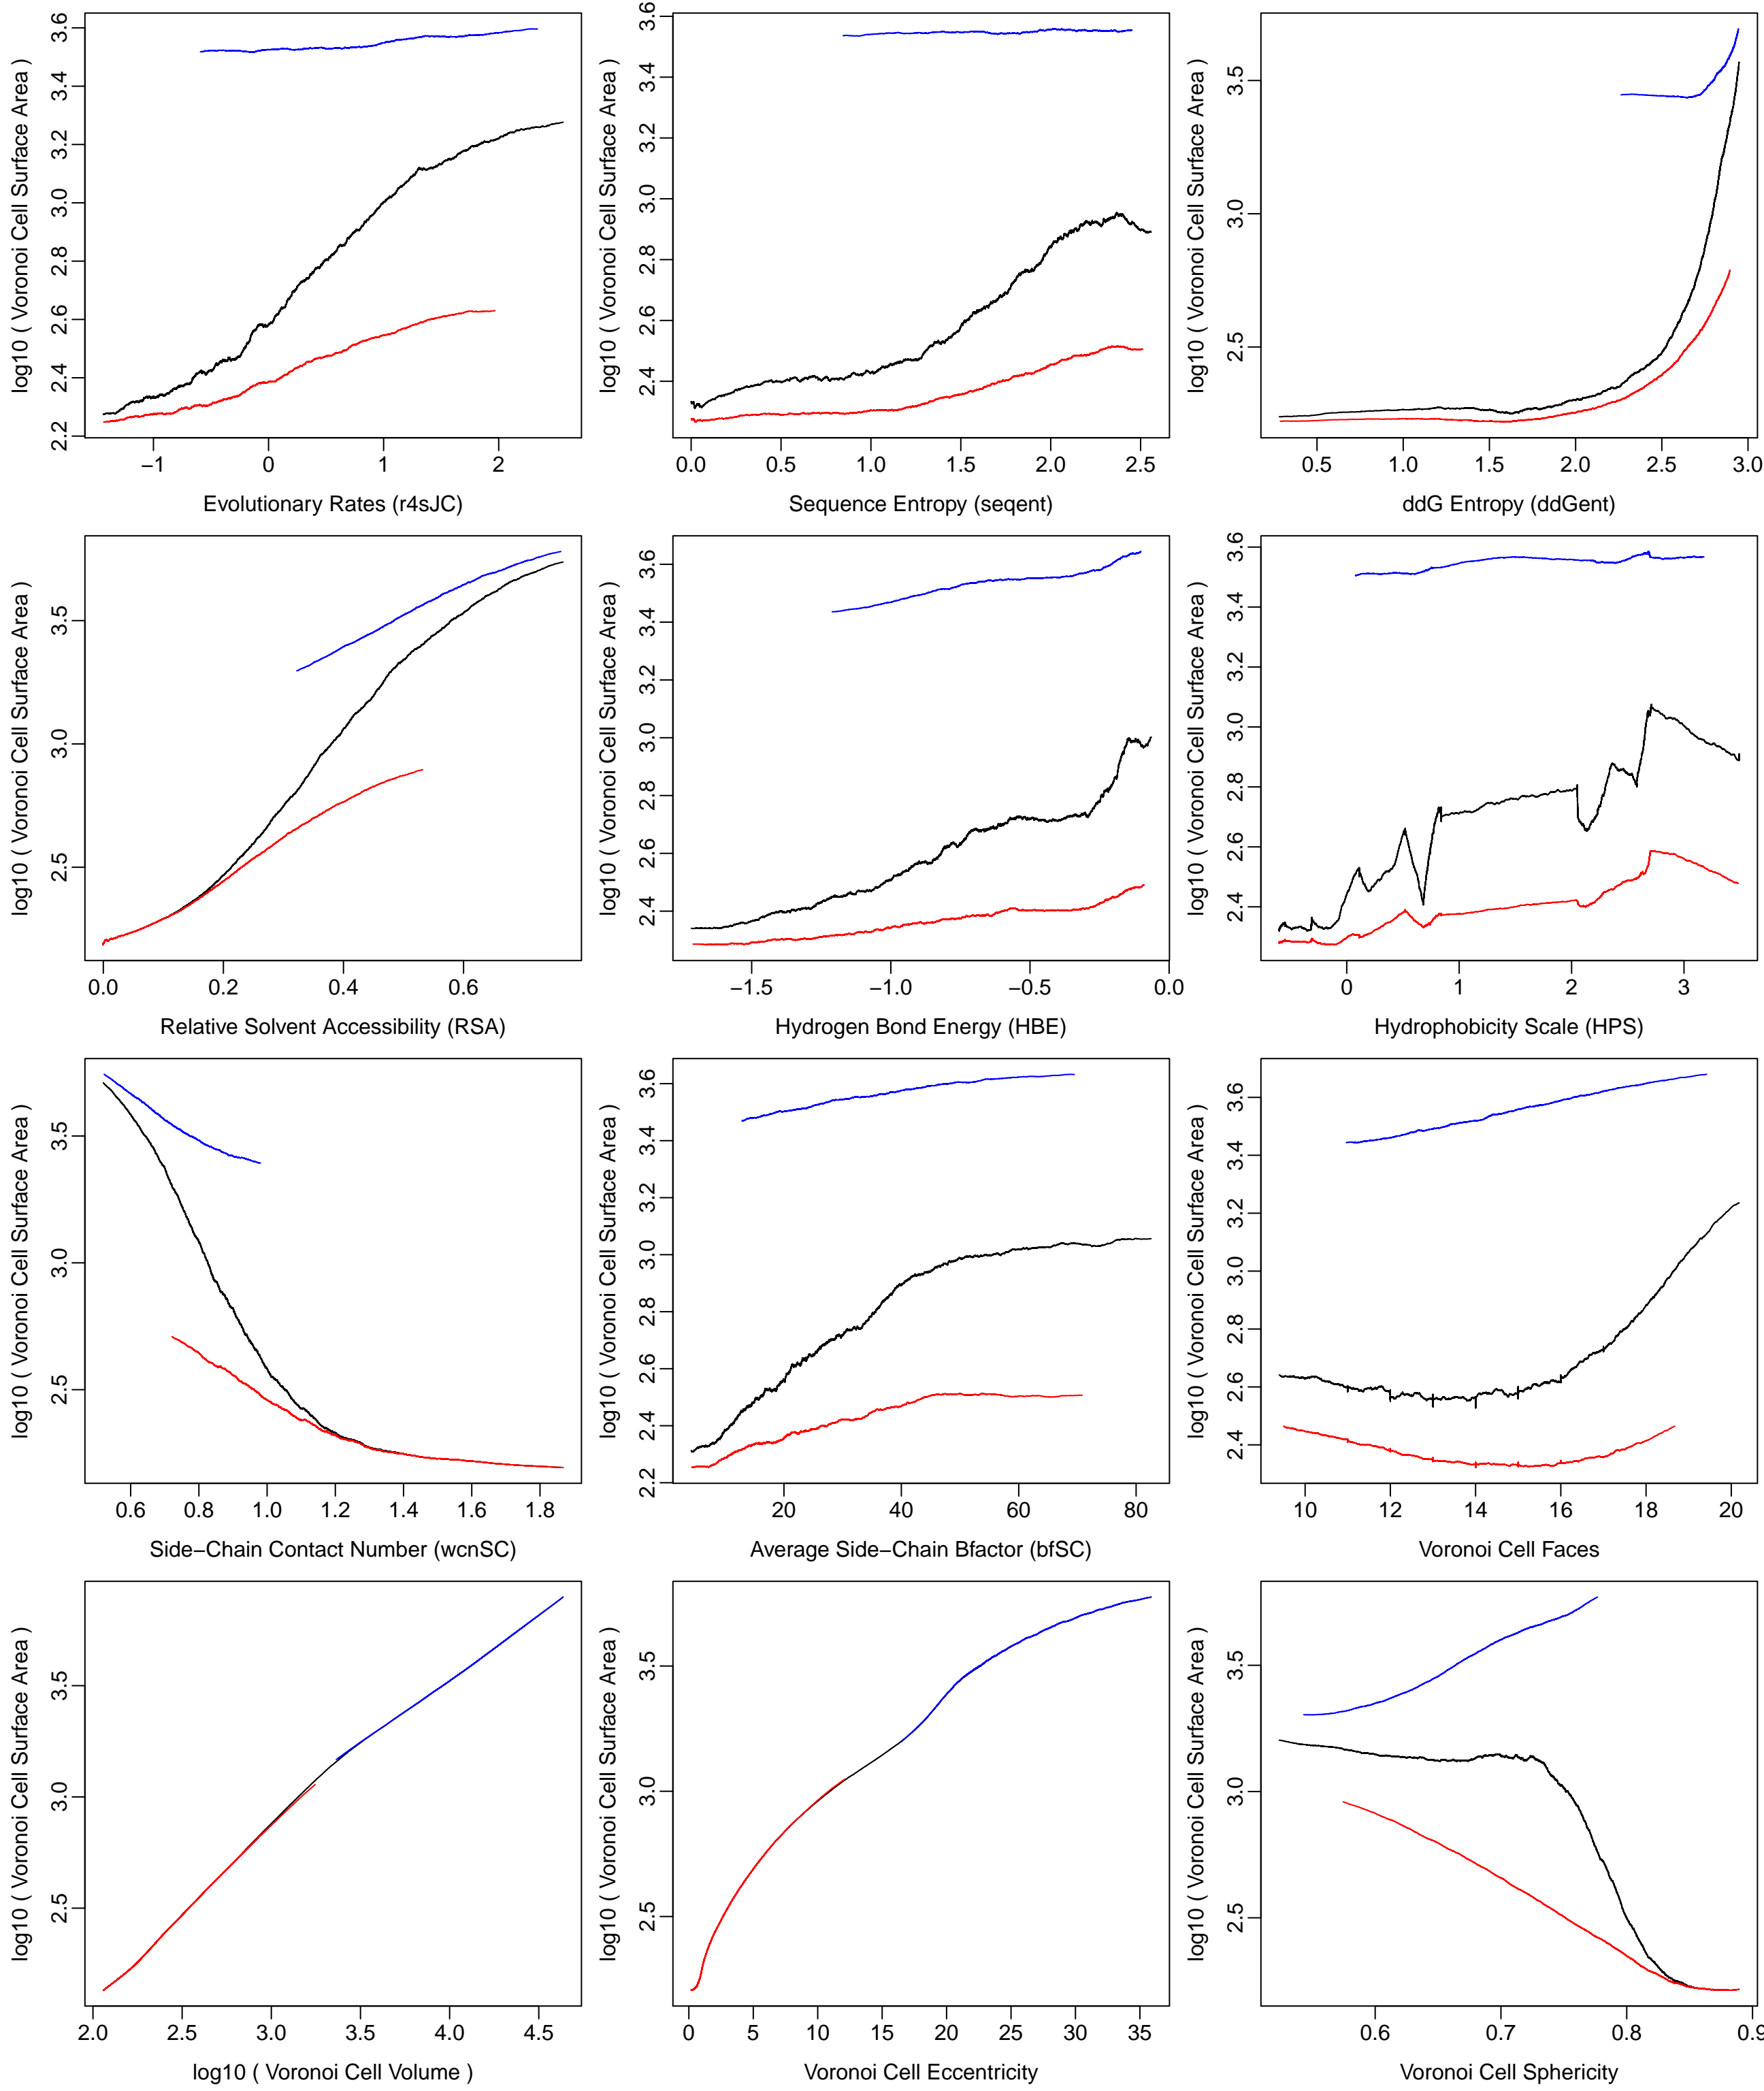 log10 ( Voronoi Cell Surface Area )
2.2 2.4 2.6 2.8 3.0 3.2 3.4 3.6
−1 0 1 2
Evolutionary Rates (r4sJC)
log10 ( Voronoi Cell Surface Area )
2.4 2.6 2.8 3.0 3.2 3.4 3.6
0.0 0.5 1.0 1.5 2.0 2.5
Sequence Entropy (seqent)
log10 ( Voronoi Cell Surface Area )
2.5 3.0 3.5
0.5 1.0 1.5 2.0 2.5 3.0
ddG Entropy (ddGent)
log10 ( Voronoi Cell Surface Area )
2.5 3.0 3.5
0.0 0.2 0.4 0.6
Relative Solvent Accessibility (RSA)
log10 ( Voronoi Cell Surface Area )
2.4 2.6 2.8 3.0 3.2 3.4 3.6
−1.5 −1.0 −0.5 0.0
Hydrogen Bond Energy (HBE)
log10 ( Voronoi Cell Surface Area )
2.4 2.6 2.8 3.0 3.2 3.4 3.6
0 1 2 3
Hydrophobicity Scale (HPS)
log10 ( Voronoi Cell Surface Area )
2.5 3.0 3.5
0.6 0.8 1.0 1.2 1.4 1.6 1.8
Side−Chain Contact Number (wcnSC)
log10 ( Voronoi Cell Surface Area )
2.2 2.4 2.6 2.8 3.0 3.2 3.4 3.6
20 40 60 80
Average Side−Chain Bfactor (bfSC)
log10 ( Voronoi Cell Surface Area )
2.4 2.6 2.8 3.0 3.2 3.4 3.6
10 12 14 16 18 20
Voronoi Cell Faces
log10 ( Voronoi Cell Surface Area )
2.5 3.0 3.5
2.0 2.5 3.0 3.5 4.0 4.5
log10 ( Voronoi Cell Volume )
log10 ( Voronoi Cell Surface Area )
2.5 3.0 3.5
0 5 10 15 20 25 30 35
Voronoi Cell Eccentricity
log10 ( Voronoi Cell Surface Area )
2.5 3.0 3.5
0.6 0.7 0.8 0.9
Voronoi Cell Sphericity